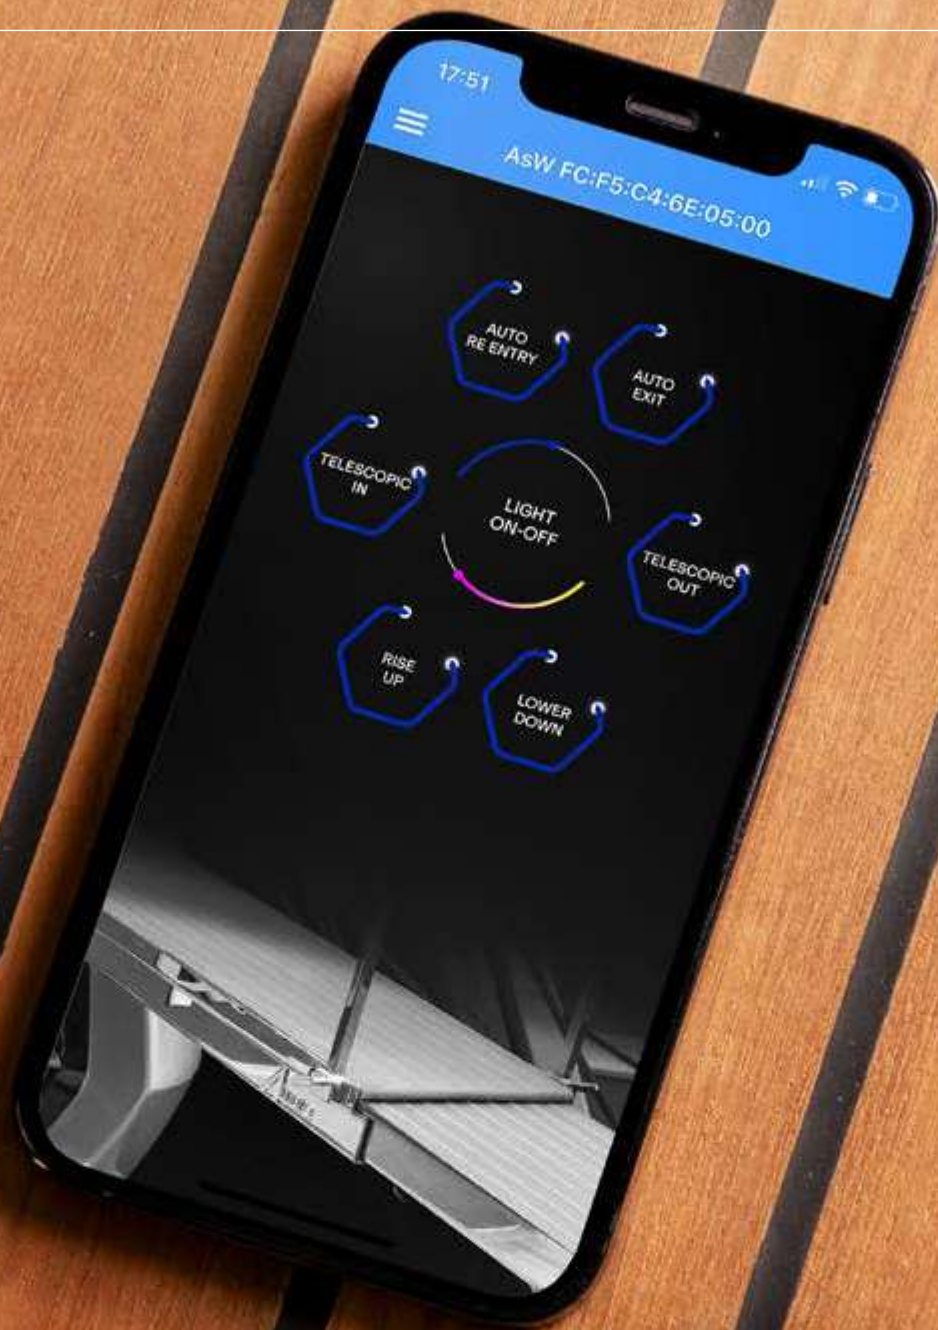 17:51
AsW FC:F5:C4:6E:05:00
AUTO
RE ENTRY
AUTO
EXIT
TELESCOPIC
IN
LIGHT
ON-OFF
TELESCOPIC
OUT
RISE
UP
LOWER
DOWN